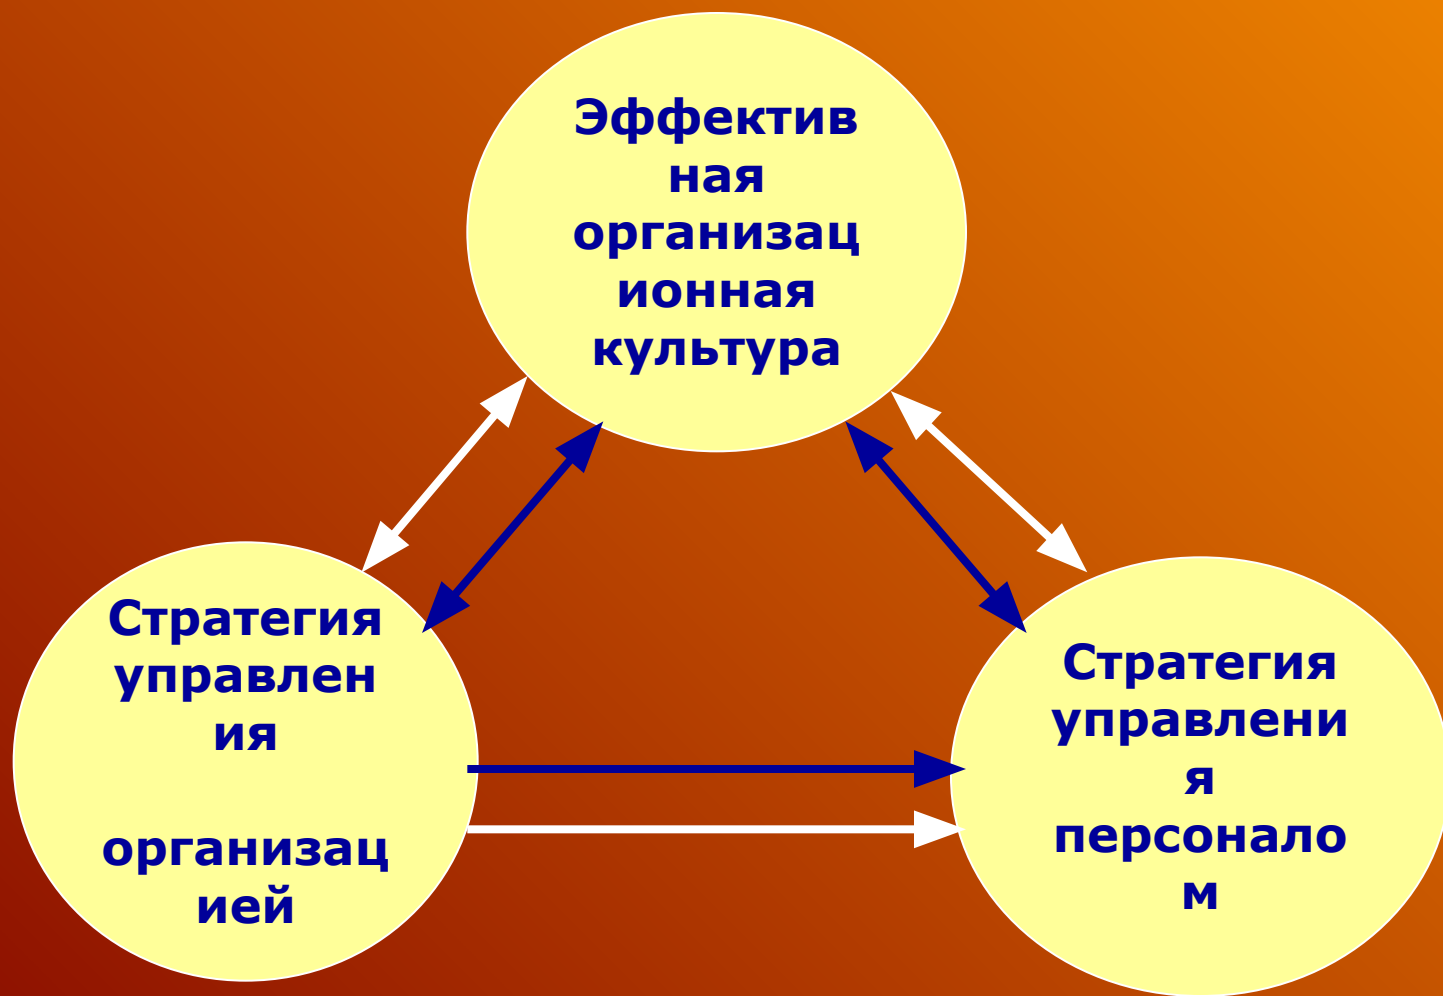 Эффектив
ная
организац
ионная
культура
Стратегия
управлен
ия
организац
ией
Стратегия
управлени
я
персонало
м